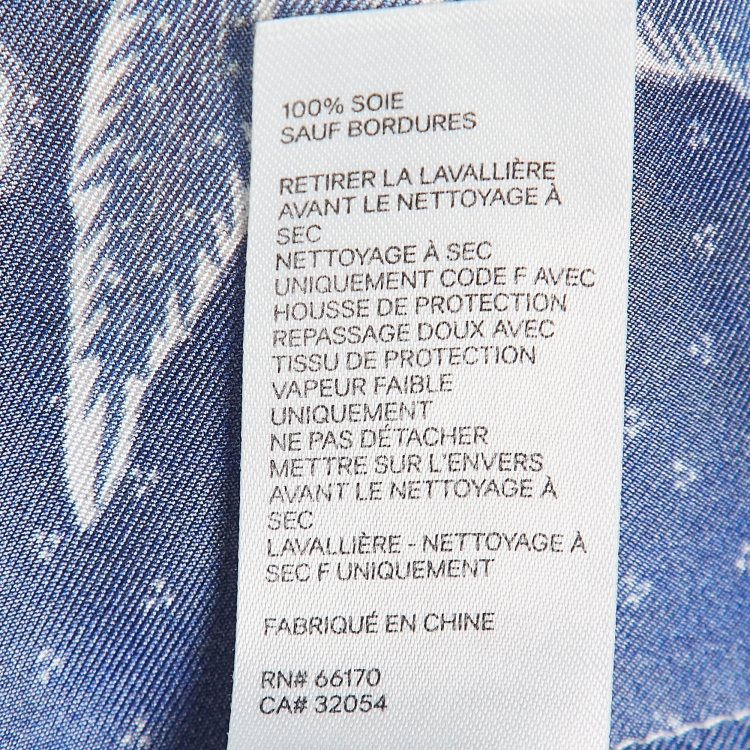 100% SOIE
SAUF BORDURES
RETIRER LA LAVALLIÈRE
AVANT LE NETTOYAGE À
SEC
NETTOYAGE À SEC
UNIQUEMENT CODE F AVEC
HOUSSE DE PROTECTION
REPASSAGE DOUX AVEC
TISSU DE PROTECTION
VAPEUR FAIBLE
UNIQUEMENT
NE PAS DÉTACHER
METTRE SUR L'ENVERS
AVANT LE NETTOYAGE À
SEC
LAVALLIÈRE - NETTOYAGE À
SEC F UNIQUEMENT
FABRIQUÉ EN CHINE
RN# 66170
CA# 32054